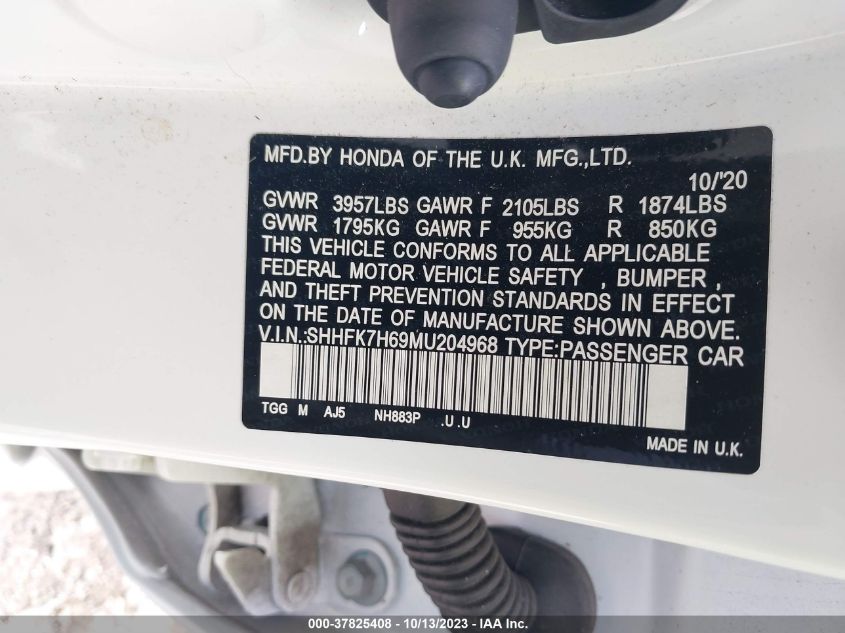 MFD.BY HONDA OF THE U.K. MFG.,LTD.
10/'20
GVWR 3957LBS GAWR F 2105LBS R 1874LBS
GVWR 1795KG GAWR F 955KG R 850KG
THIS VEHICLE CONFORMS TO ALL APPLICABLE
FEDERAL MOTOR VEHICLE SAFETY , BUMPER ,
AND THEFT PREVENTION STANDARDS IN EFFECT
ON THE DATE OF MANUFACTURE SHOWN ABOVE.
V.I.N.:SHHFK7H69MU204968 TYPE:PASSENGER CAR
TGG M AJ5 NH883P .U .U
MADE IN U.K.
000-37825408 - 10/13/2023 - IAA Inc.